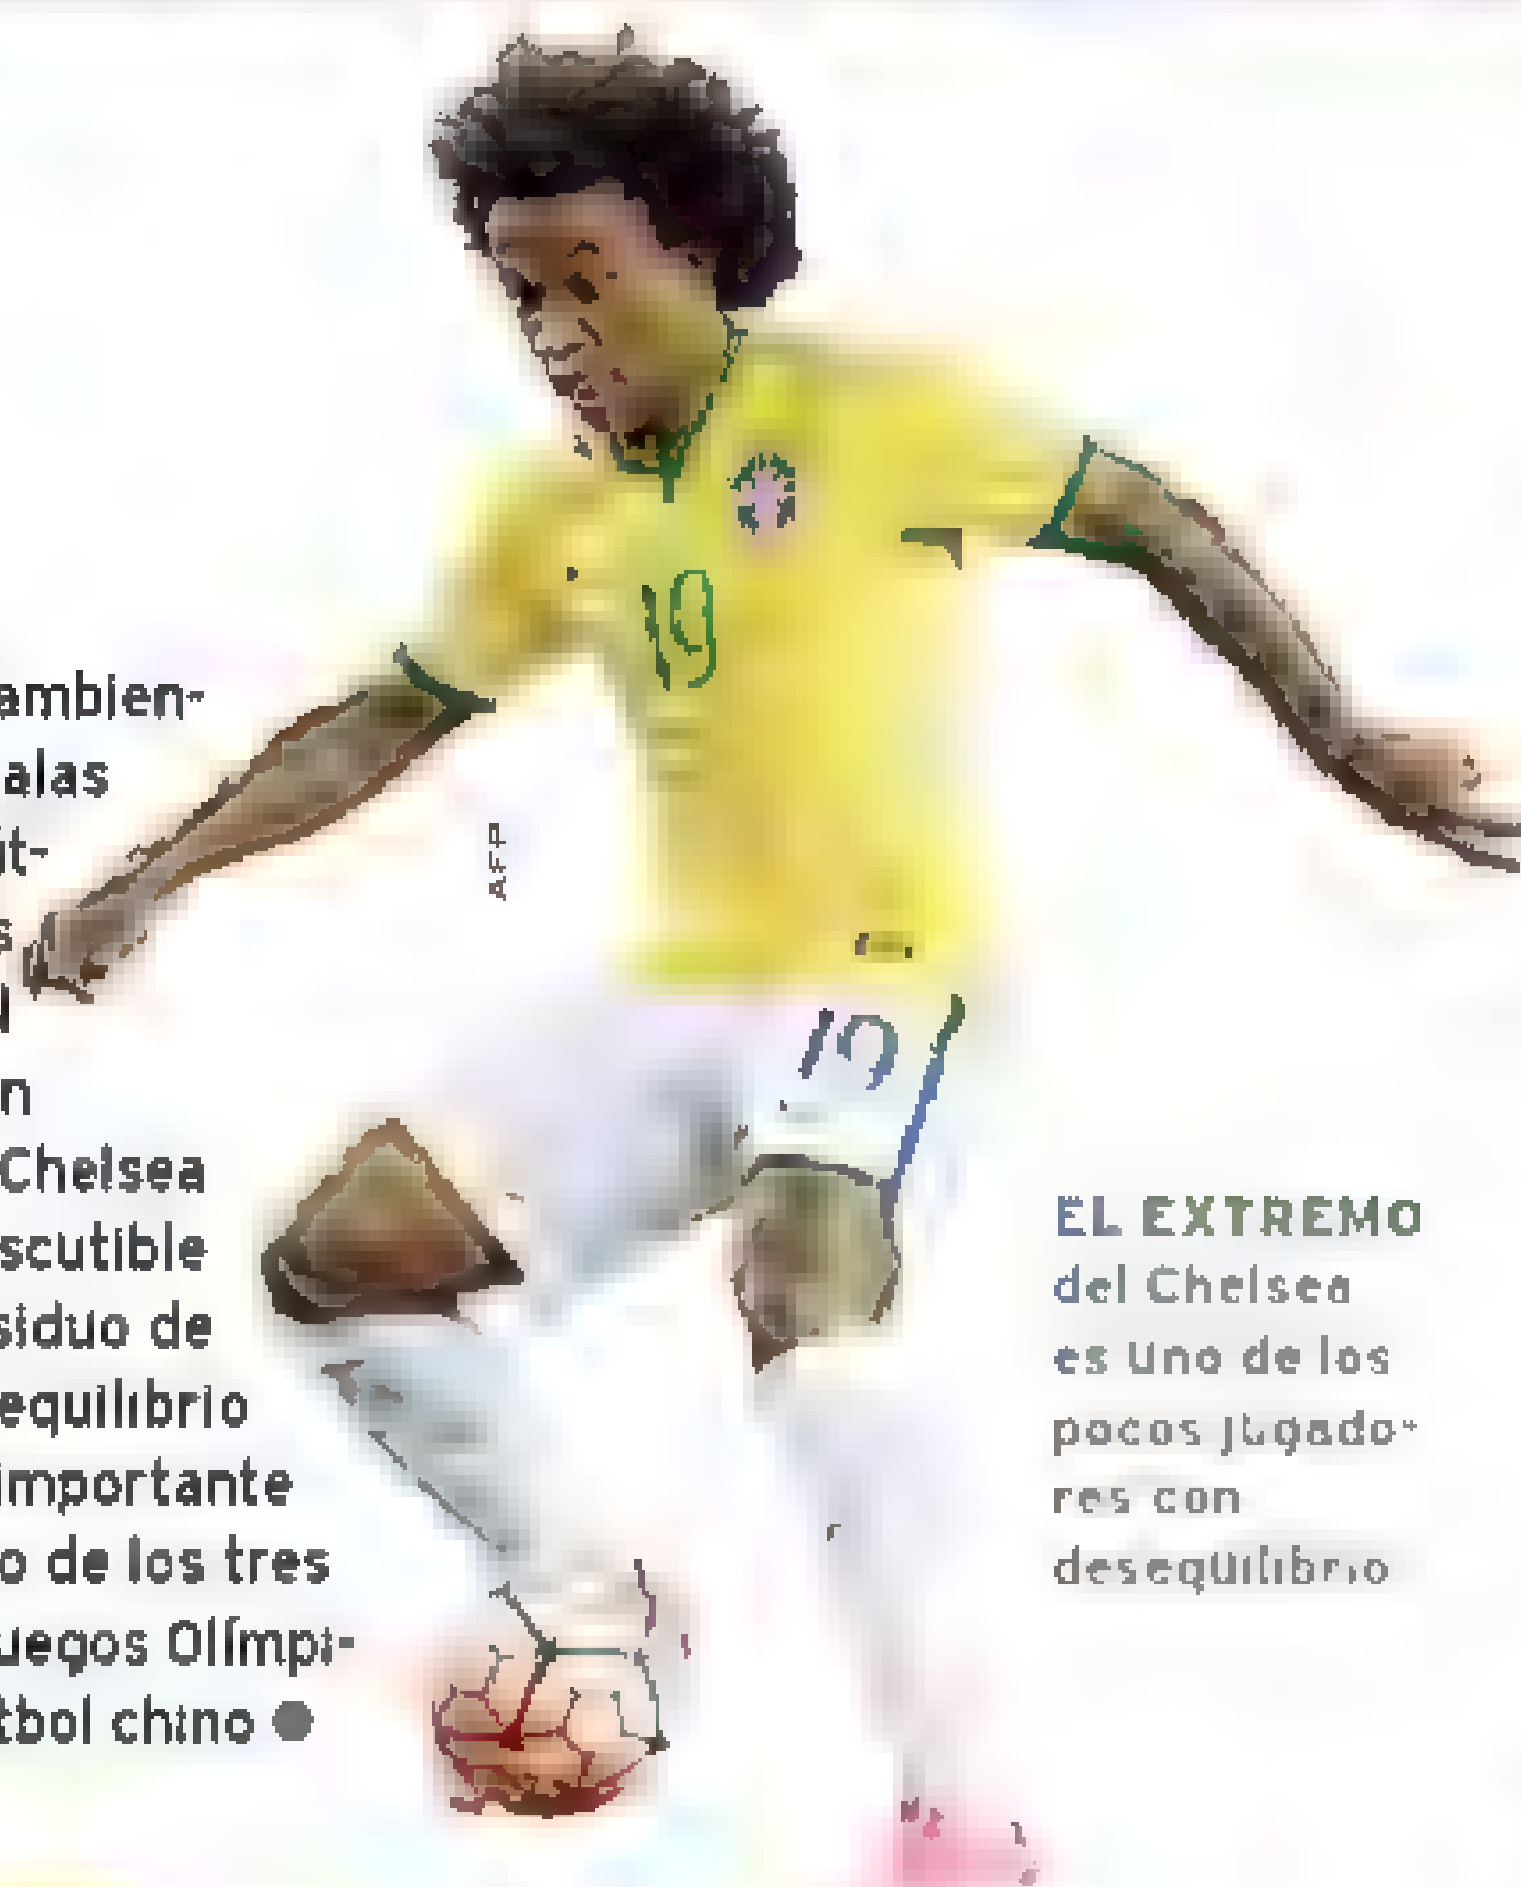 ambien-
alas
út-
s
n
Chelsea
scutible
siduo de
equilibrio
importante
o de los tres
uegos Olímpi-
tbol chino
AFP
19
19
EL EXTREMO
del Chelsea
es uno de los
pocos jugado-
res con
desequilibrio